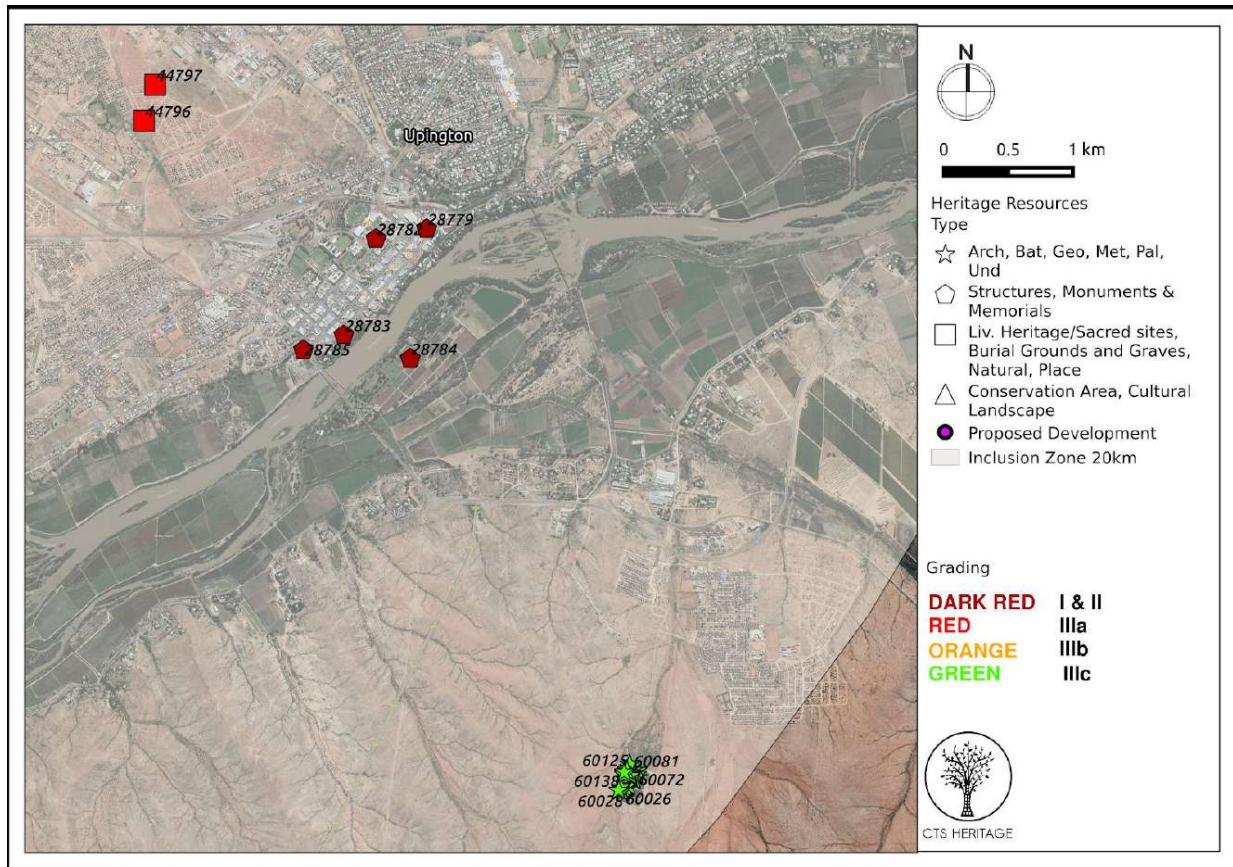 44797
44796
Upington
28779
28782
28783
28785
28784
60125
60081
60138
60072
60028
60026
N
0 0.5 1 km
Heritage Resources
Type
Arch, Bat, Geo, Met, Pal,
Und
Structures, Monuments &
Memorials
Liv. Heritage/Sacred sites,
Burial Grounds and Graves,
Natural, Place
Conservation Area, Cultural
Landscape
Proposed Development
Inclusion Zone 20km
Grading
DARK RED I & II
RED IIIa
ORANGE IIIb
GREEN IIIc
CTS HERITAGE